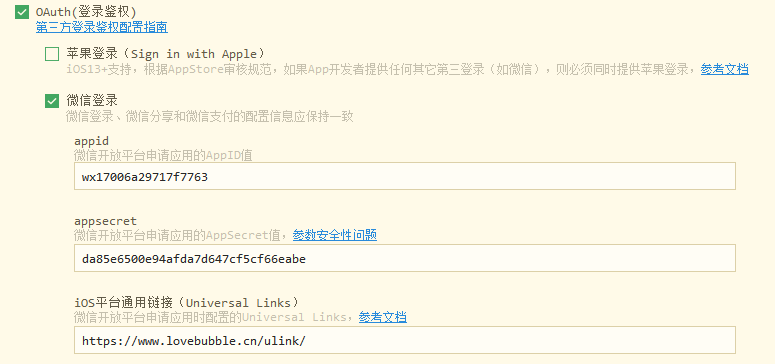 OAuth(登录鉴权)
第三方登录鉴权配置指南
苹果登录（Sign in with Apple）
iOS13+支持，根据AppStore审核规范，如果App开发者提供任何其它第三登录（如微信），则必须同时提供苹果登录，参考文档
微信登录
微信登录、微信分享和微信支付的配置信息应保持一致
appid
微信开放平台申请应用的AppID值
wx17006a29717f7763
appsecret
微信开放平台申请应用的AppSecret值，参数安全性问题
da85e6500e94afda7d647cf5cf66eabe
iOS平台通用链接（Universal Links）
微信开放平台申请应用时配置的Universal Links，参考文档
https://www.lovebubble.cn/ulink/